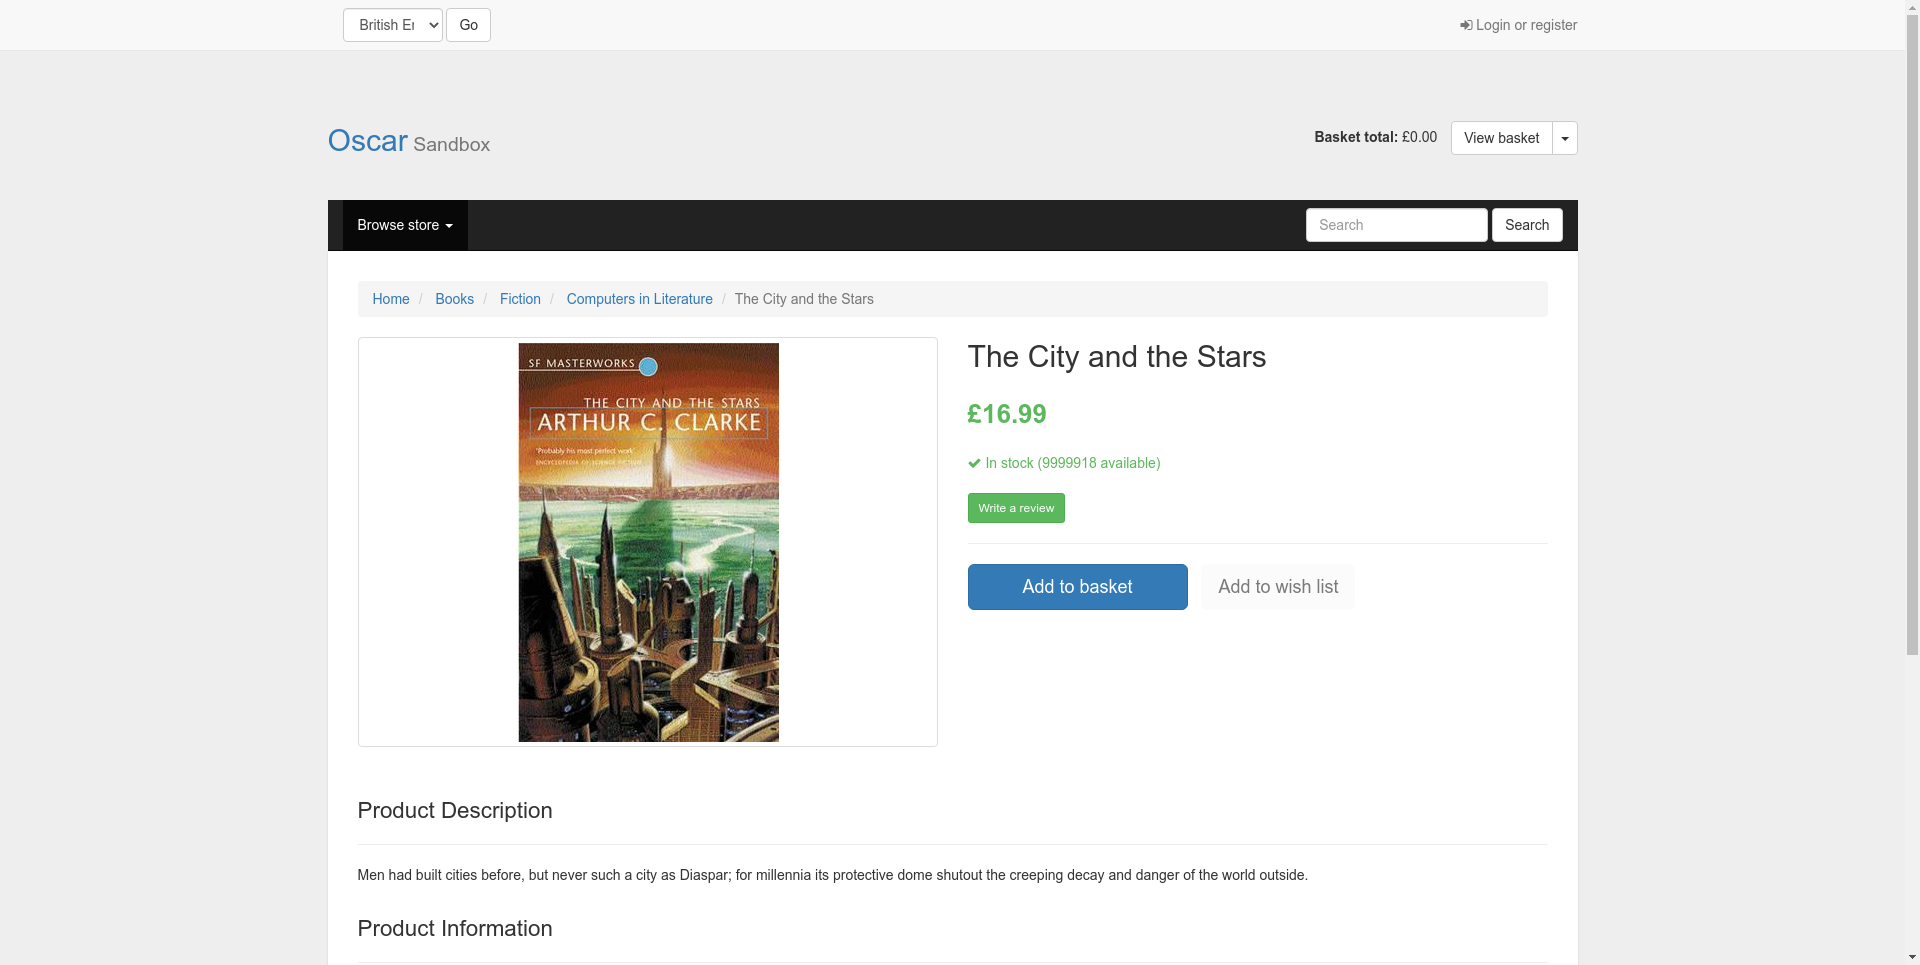 British Er
Go
Login or register
Oscar Sandbox
Basket total: £0.00
View basket
Browse store
Search
Search
Home / Books / Fiction / Computers in Literature / The City and the Stars
SF MASTERWORKS
THE CITY AND THE STARS
ARTHUR C. CLARKE
'Probably his most perfect work'
ENCYCLOPEDIA OF SCIENCE FICTION
The City and the Stars
£16.99
In stock (9999918 available)
Write a review
Add to basket
Add to wish list
Product Description
Men had built cities before, but never such a city as Diaspar; for millennia its protective dome shutout the creeping decay and danger of the world outside.
Product Information